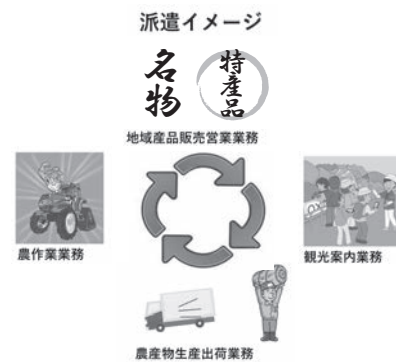 派遣イメージ
名物
特産品
地域産品販売営業業務
農作業業務
観光案内業務
農産物生産出荷業務